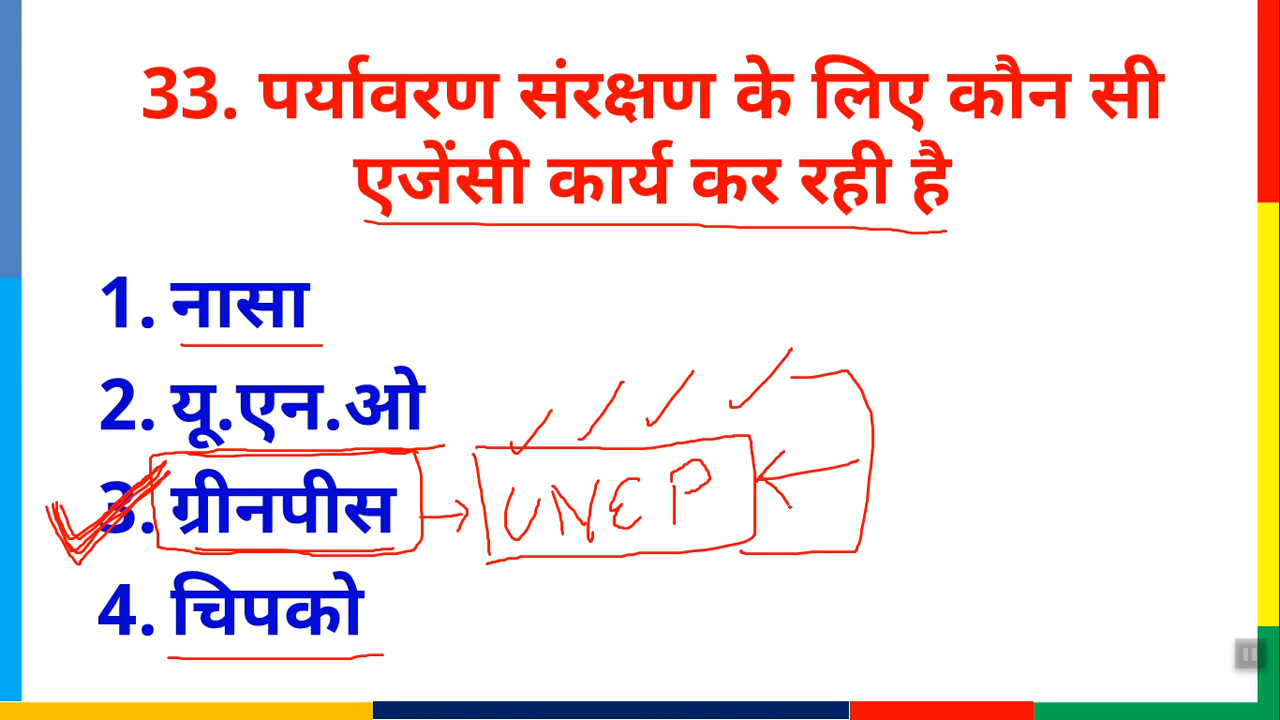 33. पर्यावरण संरक्षण के लिए कौन सी
एजेंसी कार्य कर रही है
1. नासा
2. यू.एन.ओ
3. ग्रीनपीस
UNEP
4. चिपको